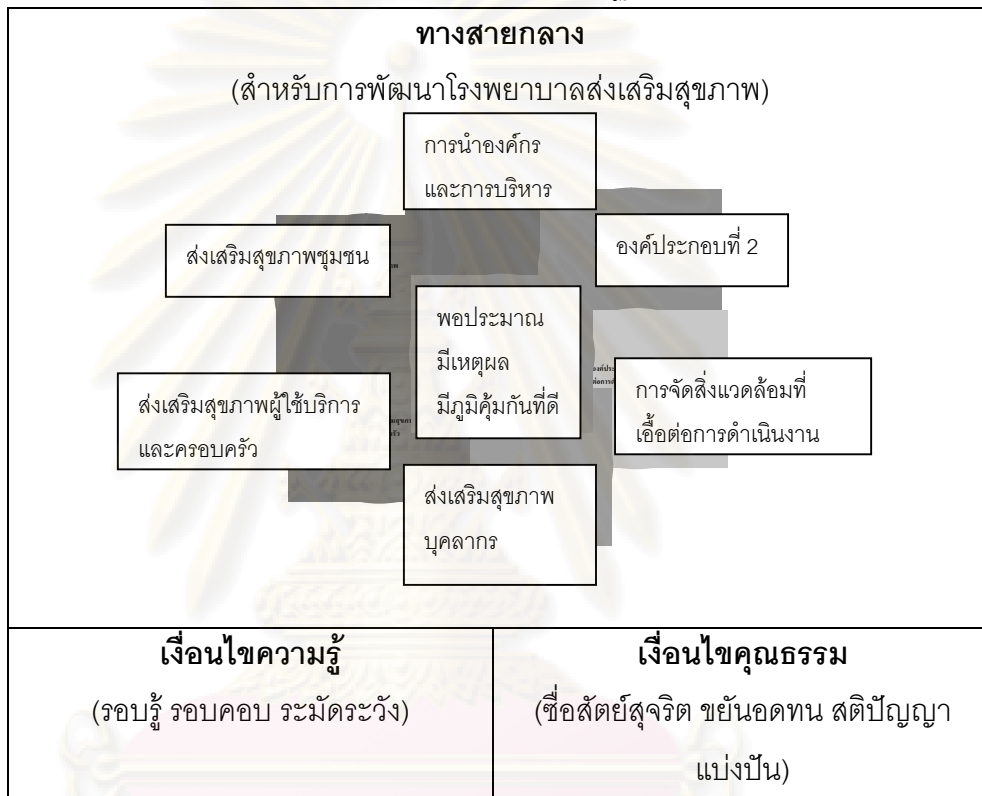 ทางสายกลาง
(สำหรับการพัฒนาโรงพยาบาลส่งเสริมสุขภาพ)
การนำองค์กร
และการบริหาร
ส่งเสริมสุขภาพชุมชน
องค์ประกอบที่ 2
พอประมาณ
มีเหตุผล
มีภูมิคุ้มกันที่ดี
ส่งเสริมสุขภาพผู้ใช้บริการ
และครอบครัว
การจัดสิ่งแวดล้อมที่
เอื้อต่อการดำเนินงาน
ส่งเสริมสุขภาพ
บุคลากร
เงื่อนไขความรู้
(รอบรู้ รอบคอบ ระมัดระวัง)
เงื่อนไขคุณธรรม
(ซื่อสัตย์สุจริต ขยันอดทน สติปัญญา
แบ่งปัน)